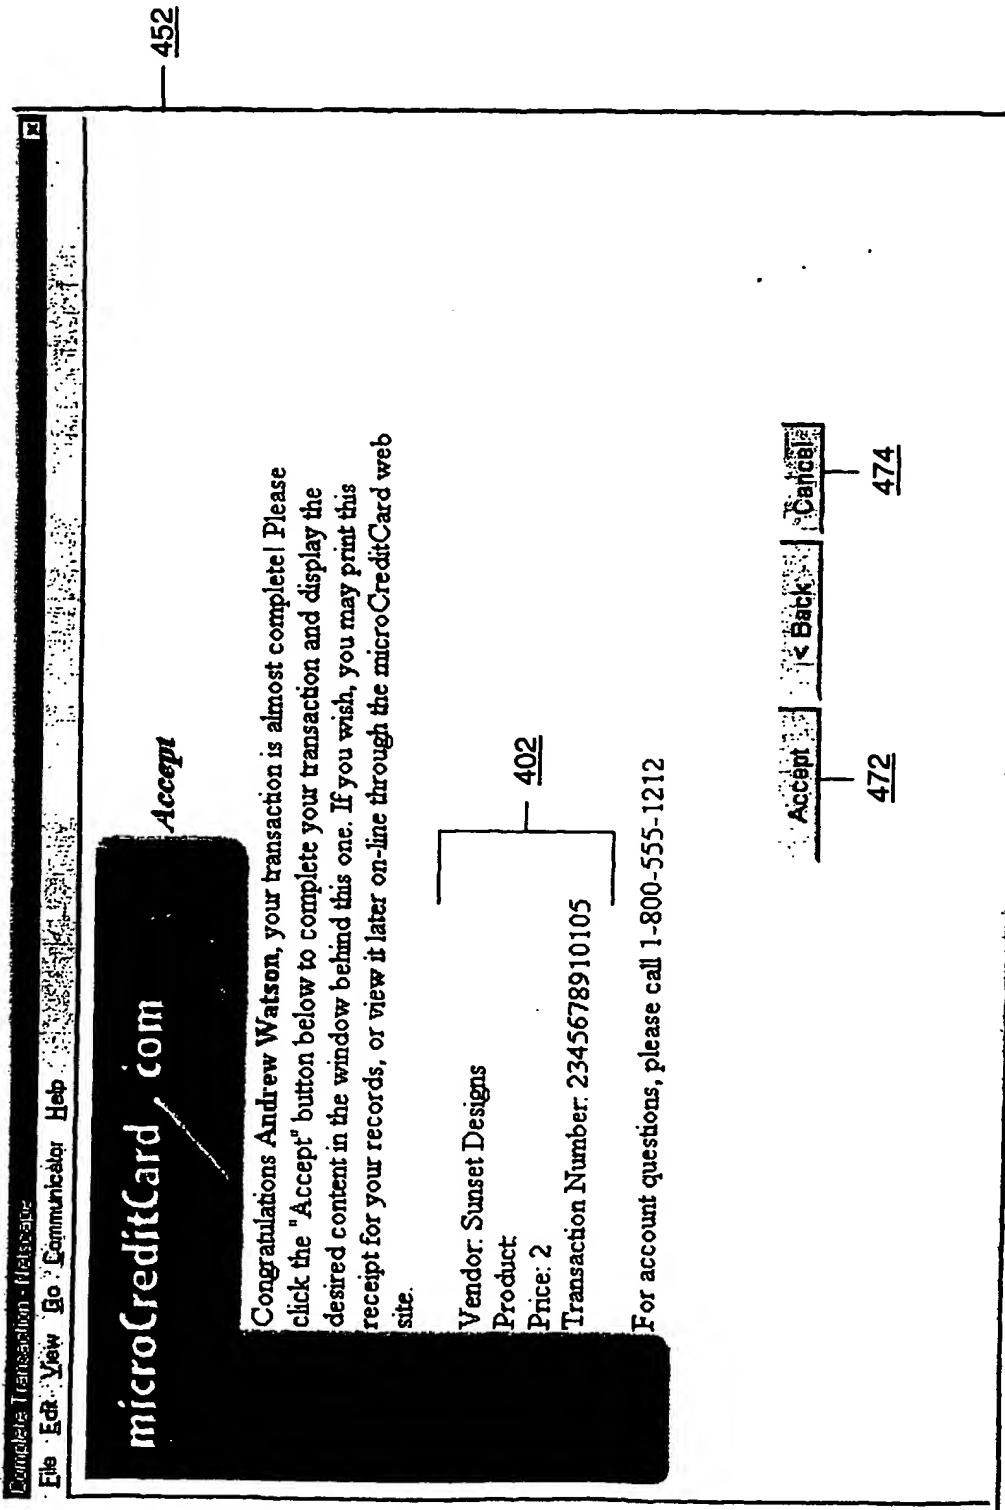 Complete Transaction - Netscape
File Edit View Go Communicator Help
452
microCreditCard . com
Accept
Congratulations Andrew Watson, your transaction is almost complete! Please
click the "Accept" button below to complete your transaction and display the
desired content in the window behind this one. If you wish, you may print this
receipt for your records, or view it later on-line through the microCreditCard web
site.
Vendor: Sunset Designs
Product:
Price: 2
Transaction Number: 2345678910105
402
For account questions, please call 1-800-555-1212
Accept
< Back
Cancel
472
474